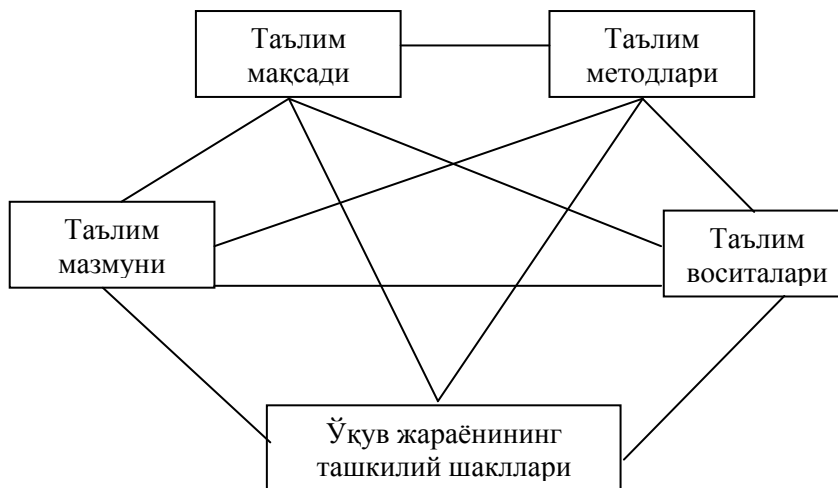 Таълим
мақсади
Таълим
методлари
Таълим
мазмуни
Таълим
воситалари
Ўқув жараёнининг
ташкилий шакллари